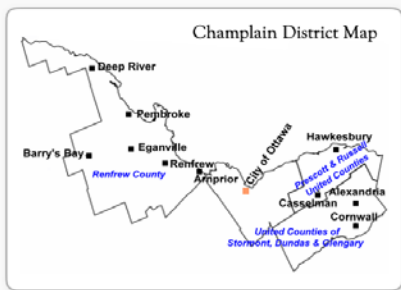 Champlain District Map
Deep River
Pembroke
Barry's Bay
Eganville
Renfrew
Renfrew County
Arnprior
City of Ottawa
Hawkesbury
Prescott & Russell
United Counties
Casselman
Alexandria
Cornwall
United Counties of
Stormont, Dundas & Glengary